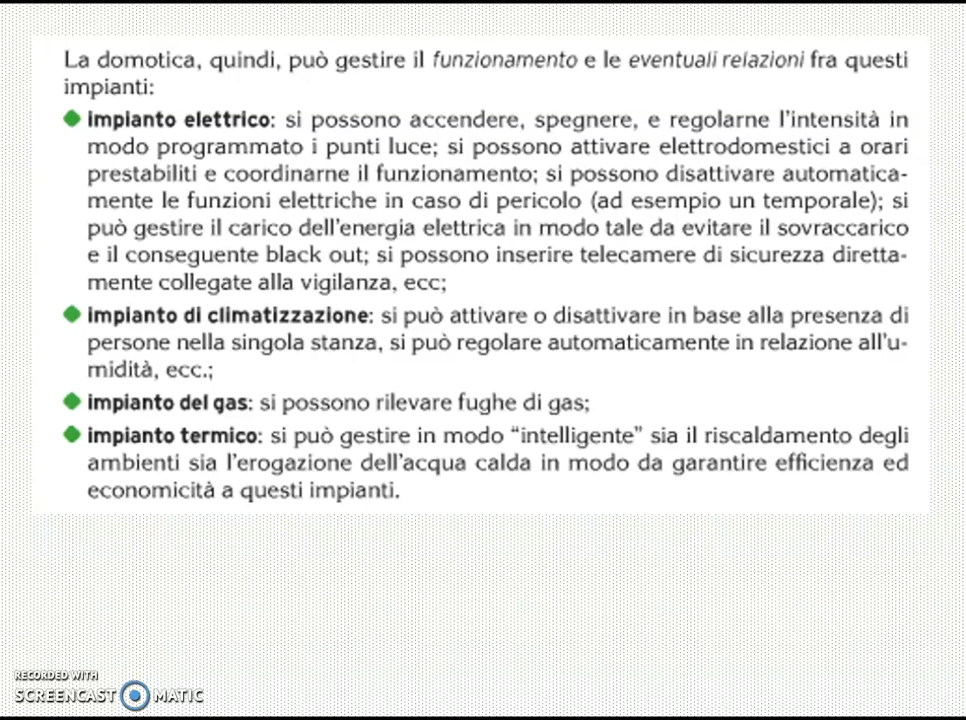 La domotica, quindi, può gestire il funzionamento e le eventuali relazioni fra questi
impianti:
impianto elettrico: si possono accendere, spegnere, e regolarne l'intensità in
modo programmato i punti luce; si possono attivare elettrodomestici a orari
prestabiliti e coordinarne il funzionamento; si possono disattivare automatica-
mente le funzioni elettriche in caso di pericolo (ad esempio un temporale); si
può gestire il carico dell'energia elettrica in modo tale da evitare il sovraccarico
e il conseguente black out; si possono inserire telecamere di sicurezza diretta-
mente collegate alla vigilanza, ecc;
impianto di climatizzazione: si può attivare o disattivare in base alla presenza di
persone nella singola stanza, si può regolare automaticamente in relazione all'u-
midità, ecc.;
impianto del gas: si possono rilevare fughe di gas;
impianto termico: si può gestire in modo "intelligente" sia il riscaldamento degli
ambienti sia l'erogazione dell'acqua calda in modo da garantire efficienza ed
economicità a questi impianti.
RECORDED WITH
SCREENCAST MATIC